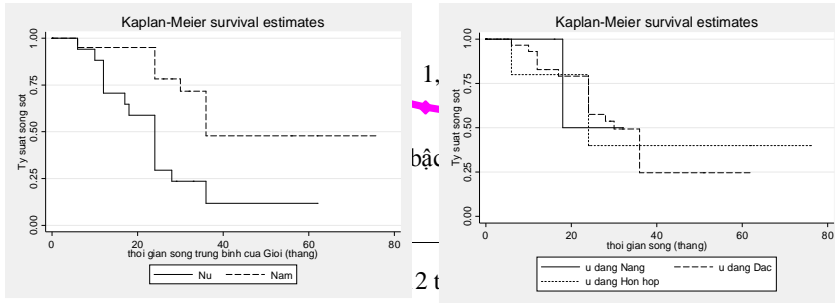 Kaplan-Meier survival estimates
Ty suat song sot
1.00
0.75
0.50
0.25
0.00
0 20 40 60 80
thoi gian song trung binh cua Gioi (thang)
Nu Nam
1,
bậc
2 t
Kaplan-Meier survival estimates
Ty suat song sot
1.00
0.75
0.50
0.25
0.00
0 20 40 60 80
thoi gian song (thang)
u dang Nang u dang Dac
u dang Hon hop